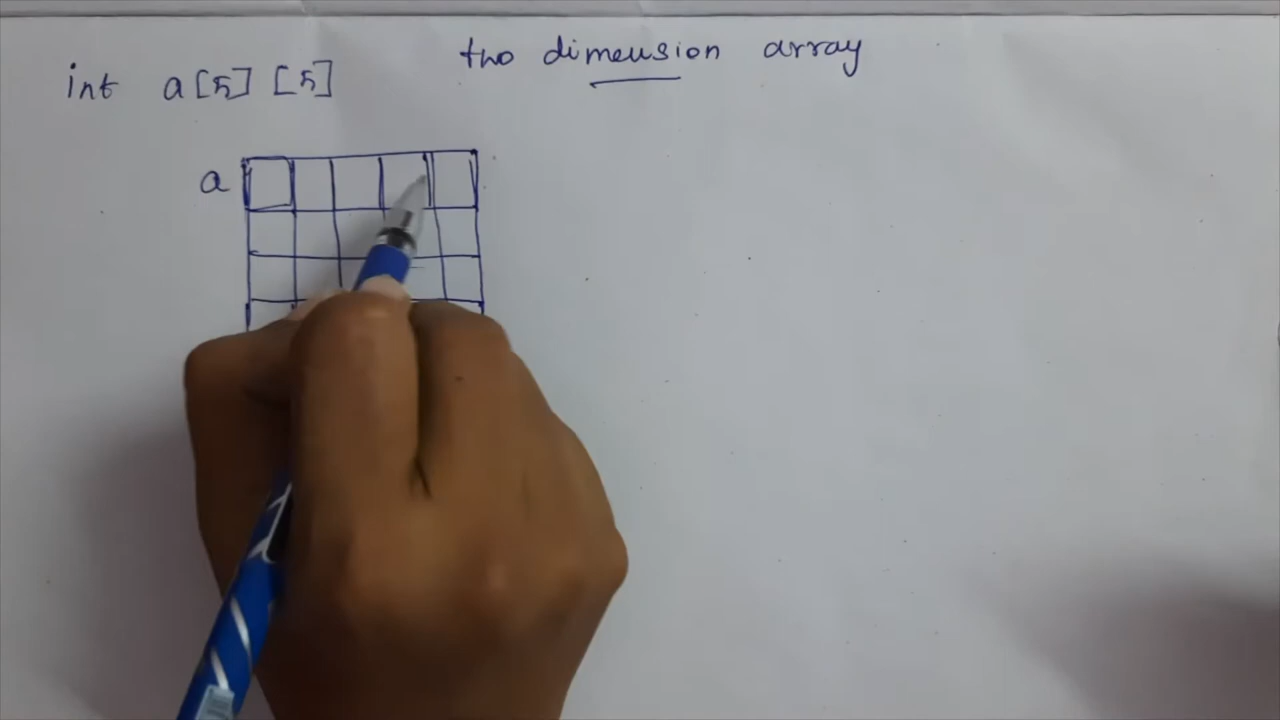 two dimension array
int a[5] [5]
a